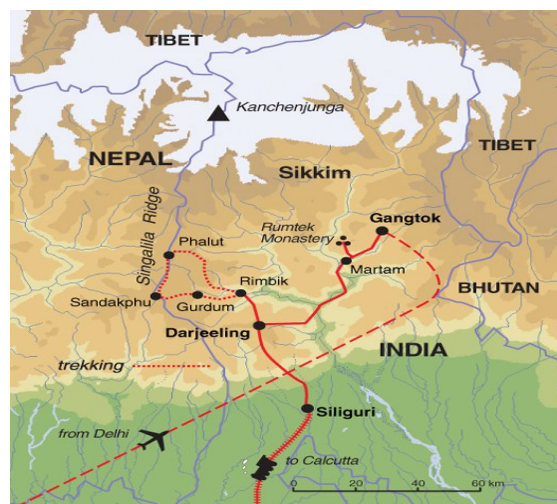 TIBET
Kanchenjunga
NEPAL
TIBET
Sikkim
Singalila Ridge
Gangtok
Rumtek
Monastery
Phalut
Martam
Rimbik
BHUTAN
Sandakphu
Gurdum
Darjeeling
INDIA
trekking
Siliguri
from Delhi
to Calcutta
0 20 40 60 km